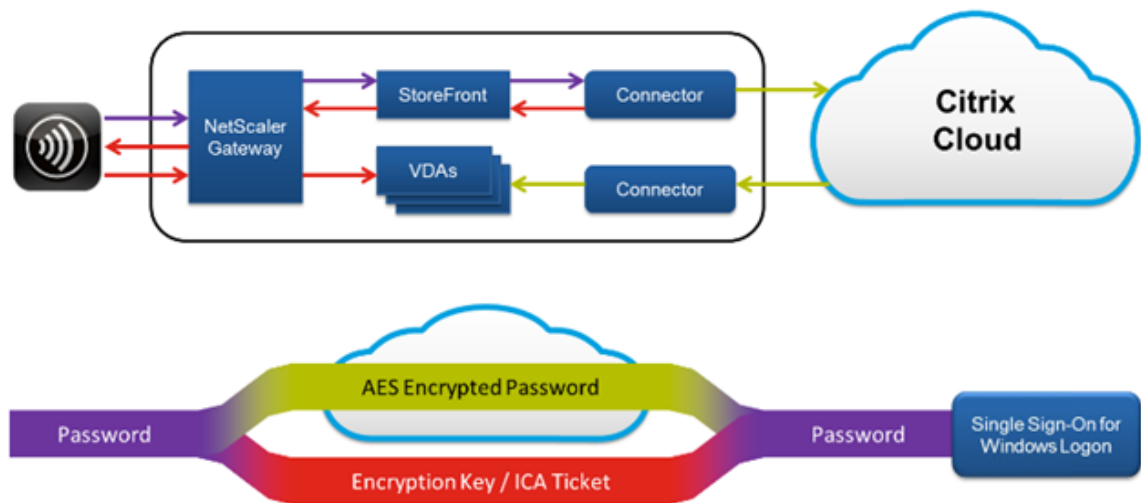 NetScaler
Gateway
StoreFront
Connector
Citrix
Cloud
VDAs
Connector
AES Encrypted Password
Password
Password
Single Sign-On for
Windows Logon
Encryption Key / ICA Ticket